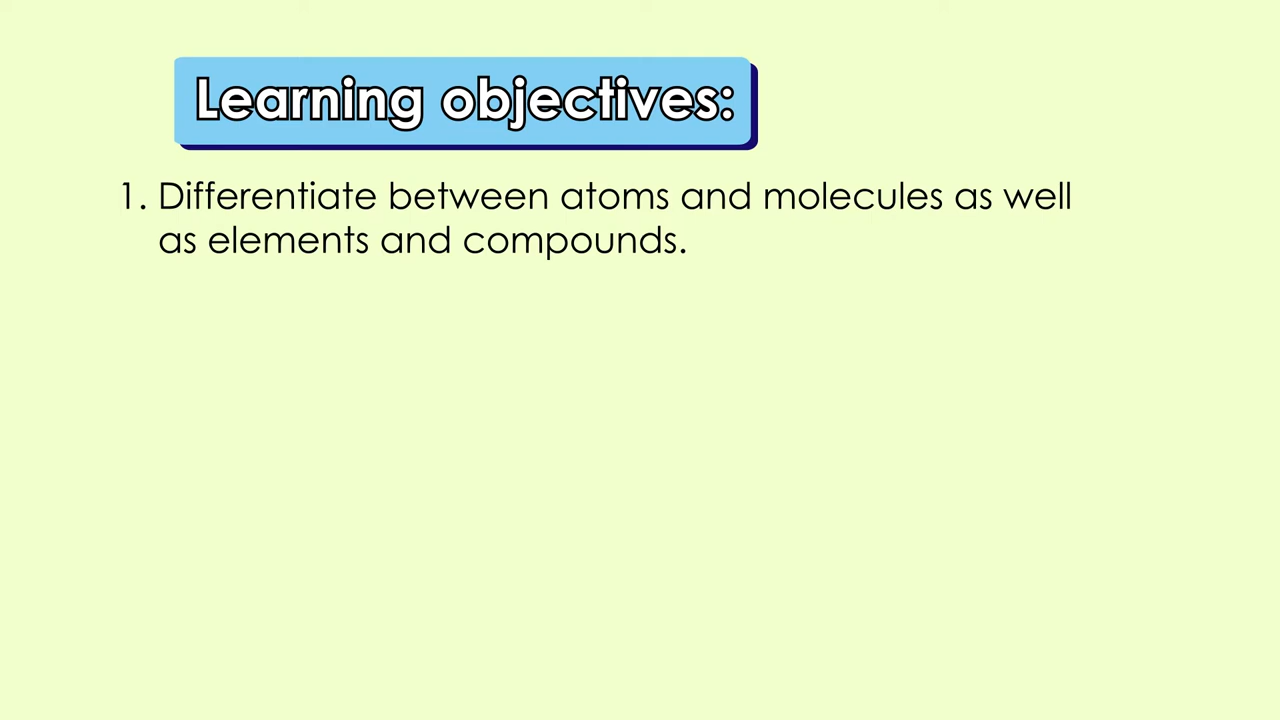 Learning objectives:
1. Differentiate between atoms and molecules as well
as elements and compounds.